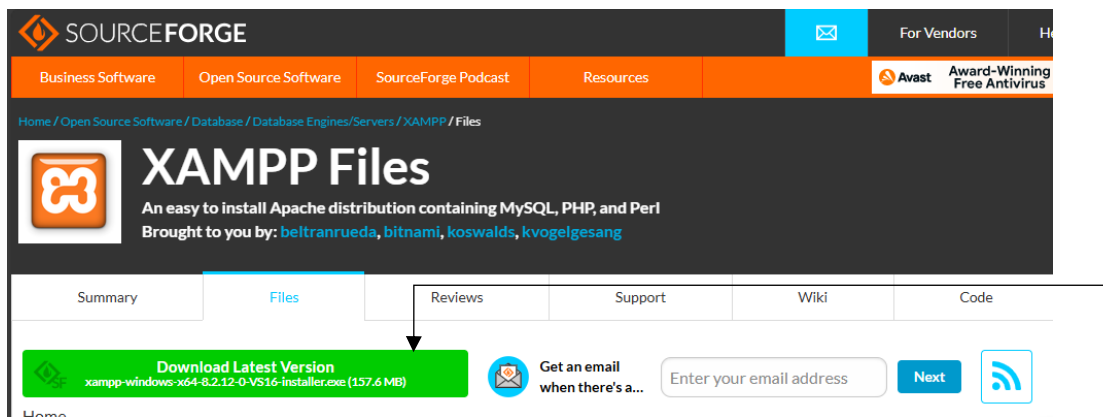 SOURCEFORGE
For Vendors
He
Business Software
Open Source Software
SourceForge Podcast
Resources
Avast
Award-Winning
Free Antivirus
Home / Open Source Software / Database / Database Engines/Servers / XAMPP / Files
XAMPP Files
An easy to install Apache distribution containing MySQL, PHP, and Perl
Brought to you by: beltranrueda, bitnami, koswalds, kvogelgesang
Summary
Files
Reviews
Support
Wiki
Code
SF
Download Latest Version
xampp-windows-x64-8.2.12-0-VS16-installer.exe (157.6 MB)
Get an email
when there's a...
Enter your email address
Next
Home